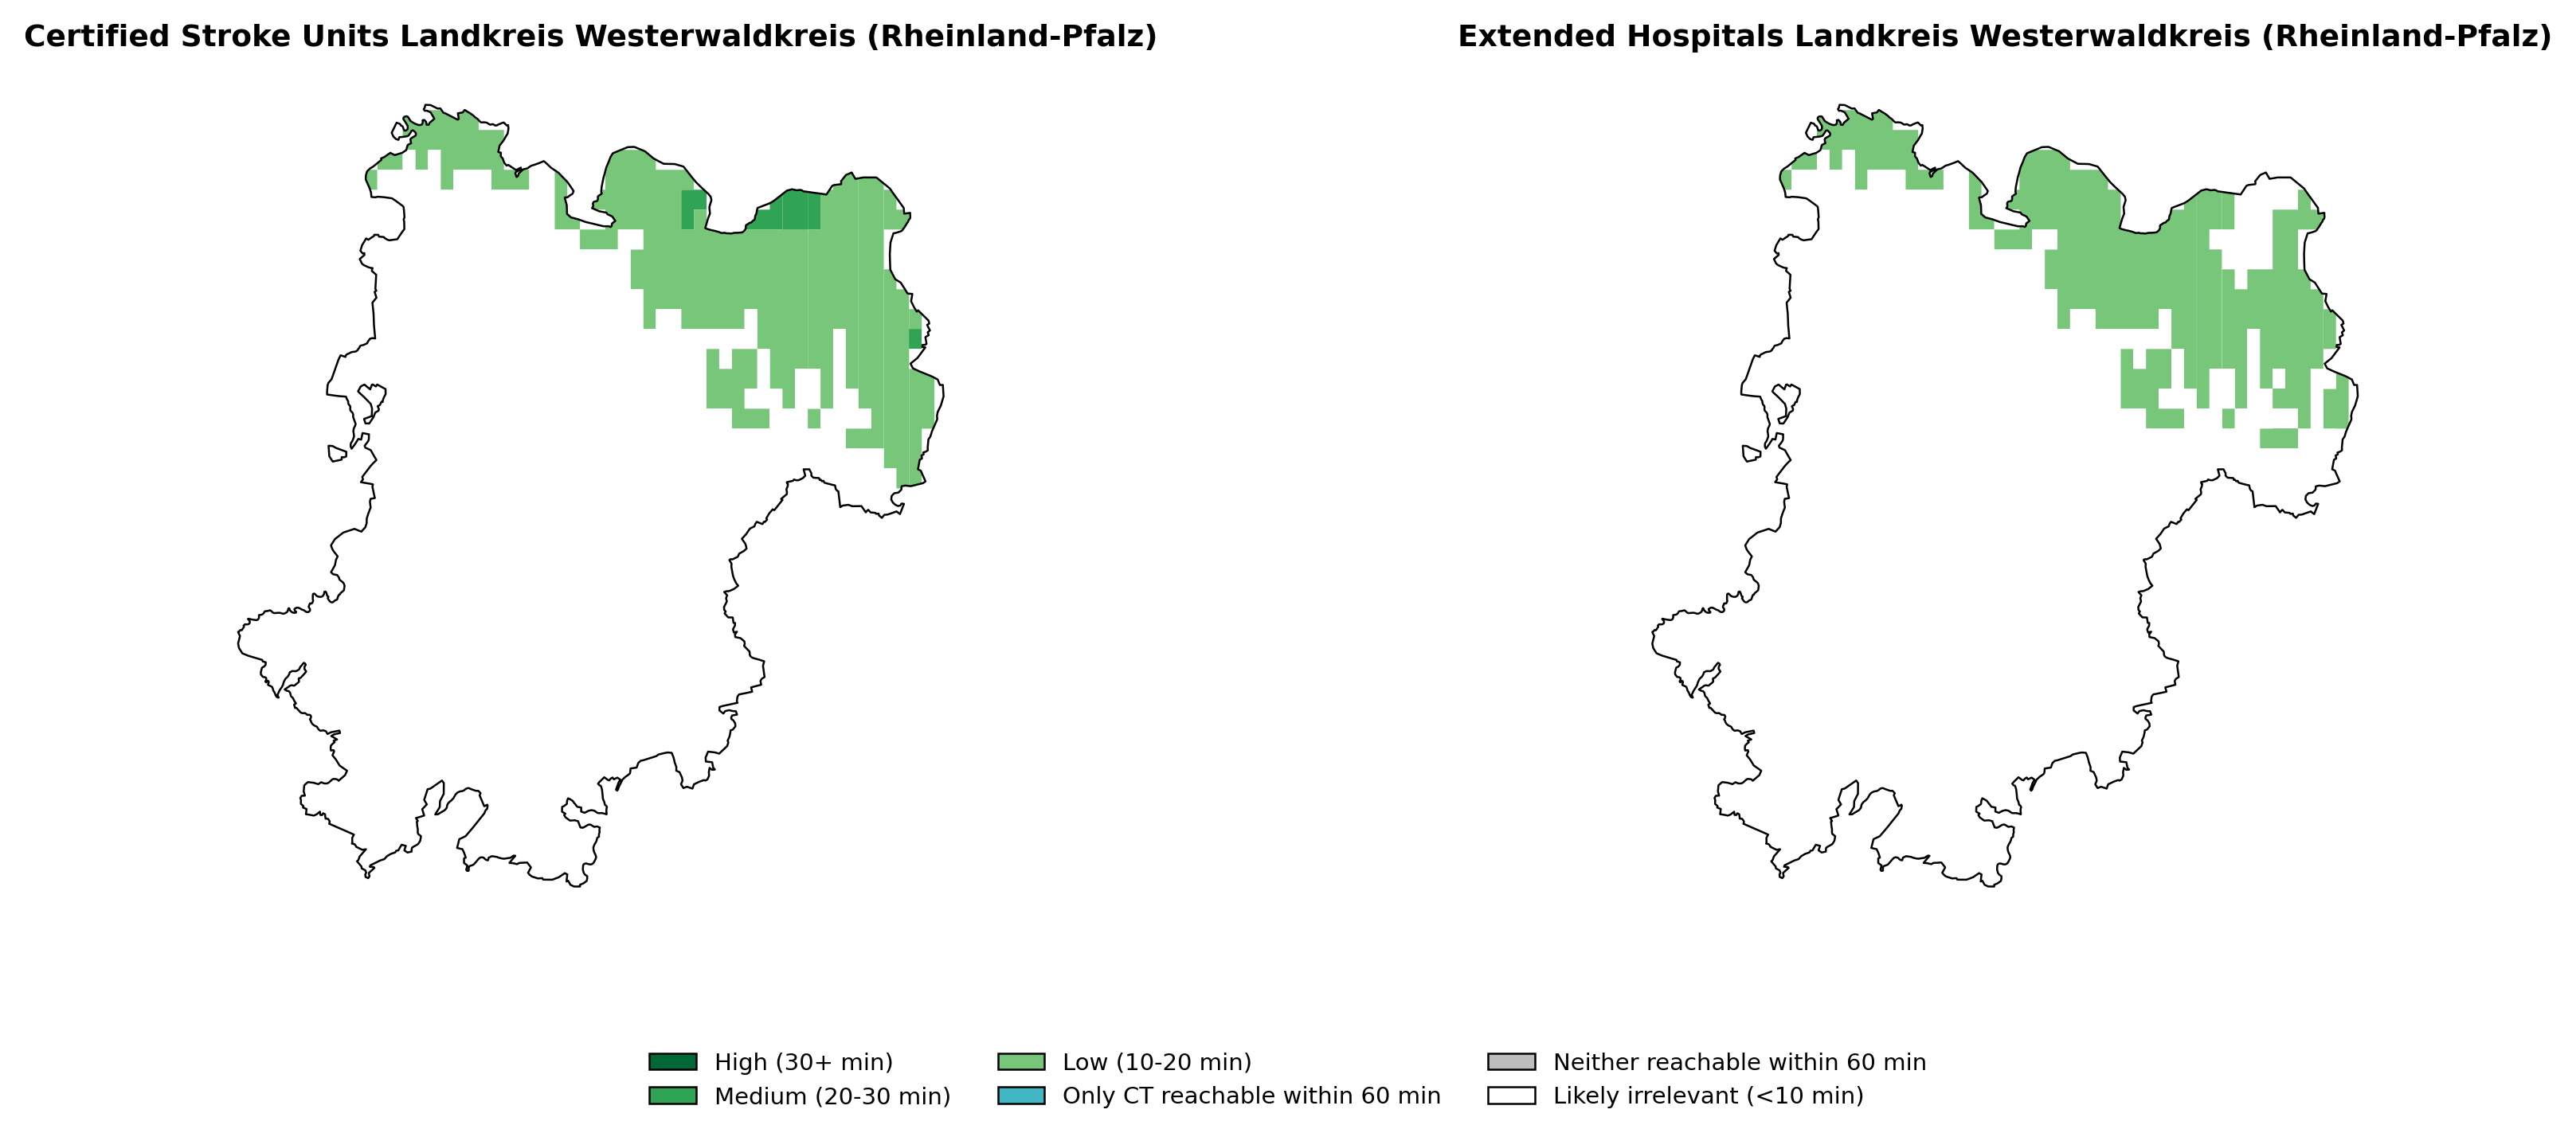 Certified Stroke Units Landkreis Westerwaldkreis (Rheinland-Pfalz)
Extended Hospitals Landkreis Westerwaldkreis (Rheinland-Pfalz)
High (30+ min)
Medium (20-30 min)
Low (10-20 min)
Only CT reachable within 60 min
Neither reachable within 60 min
Likely irrelevant (<10 min)